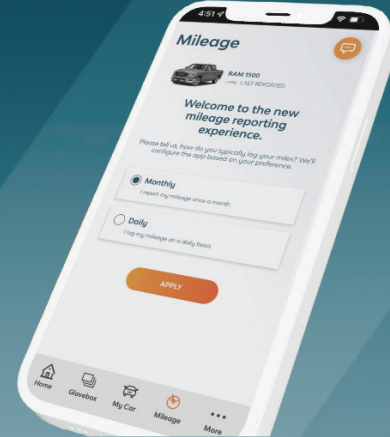 4:51
Mileage
RAM 1500
LAST REPORTED
Welcome to the new
mileage reporting
experience.
Please tell us, how do you typically log your miles? We'll
configure the app based on your preference.
Monthly
I report my mileage once a month
Daily
I log my mileage on a daily basis
APPLY
Home
Glovebox
My Car
Mileage
More